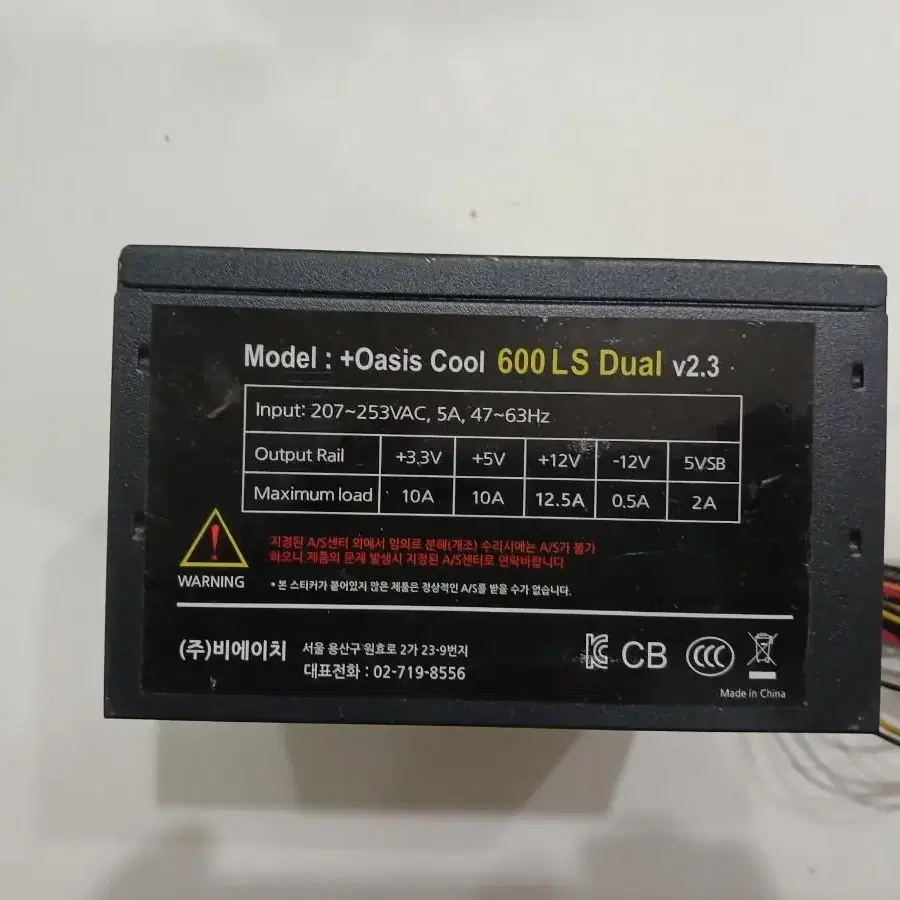 Model : +Oasis Cool 600 LS Dual v2.3
Input: 207~253VAC, 5A, 47~63Hz
Output Rail +3.3V +5V +12V -12V 5VSB
Maximum load 10A 10A 12.5A 0.5A 2A
지정된 A/S센터 외에서 임의로 분해(개조) 수리시에는 A/S가 불가
하오니 제품의 문제 발생시 지정된 A/S센터로 연락바랍니다
WARNING
* 본 스티커가 붙어있지 않은 제품은 정상적인 A/S를 받을 수가 없습니다.
(주)비에이치 서울 용산구 원효로 2가 23-9번지
대표전화 : 02-719-8556
CB CCC
Made in China